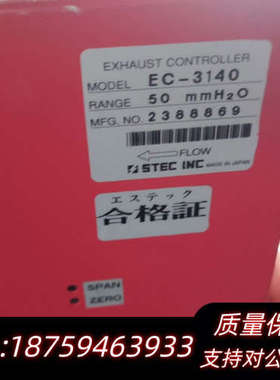 EXHAUST CONTROLLER
MODEL EC-3140
RANGE 50 mmH2O
MFG. NO. 2388869
FLOW
STEC INC MADE IN JAPAN
エステック
合格証
SPAN
ZERO
质量保
:18759463933
支持对公